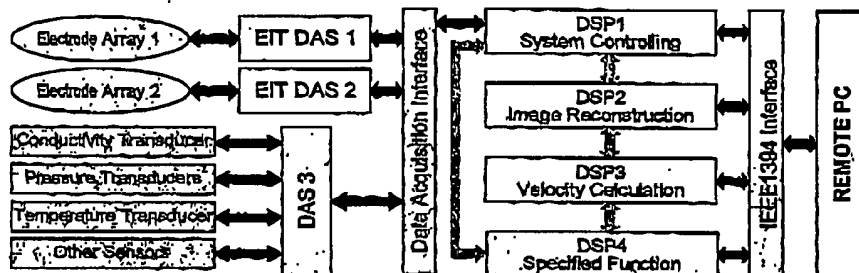 Electrode Array 1
EIT DAS 1
Electrode Array 2
EIT DAS 2
Conductivity Transducer
Pressure Transducers
Temperature Transducer
Other Sensors
DAS 3
Data Acquisition Interface
DSP1
System Controlling
DSP2
Image Reconstruction
DSP3
Velocity Calculation
DSP4
Specified Function
IEEE1394 Interface
REMOTE PC